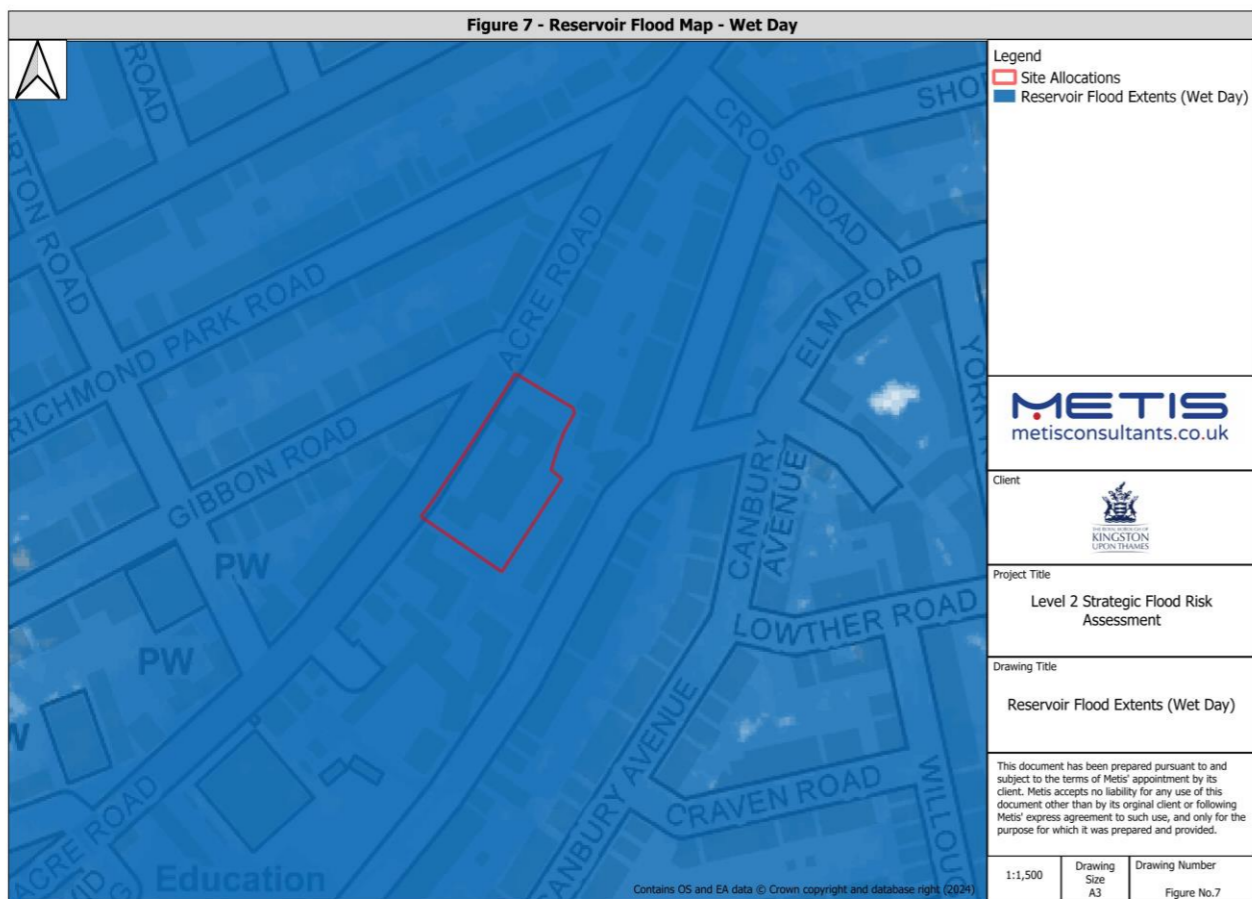 Figure 7 - Reservoir Flood Map - Wet Day
Legend
Site Allocations
Reservoir Flood Extents (Wet Day)
ROAD
CROSS ROAD
RICHMOND PARK ROAD
ACRE ROAD
ELM ROAD
GIBBON ROAD
CANBURY
AVENUE
PW
PW
LOWTHER ROAD
CANBURY AVENUE
CRAVEN ROAD
ACRE ROAD
Education
Contains OS and EA data © Crown copyright and database right (2024)
METIS
metisconsultants.co.uk
Client
THE ROYAL BOROUGH OF
KINGSTON
UPON THAMES
Project Title
Level 2 Strategic Flood Risk
Assessment
Drawing Title
Reservoir Flood Extents (Wet Day)
This document has been prepared pursuant to and
subject to the terms of Metis' appointment by its
client. Metis accepts no liability for any use of this
document other than by its orginal client or following
Metis' express agreement to such use, and only for the
purpose for which it was prepared and provided.
1:1,500
Drawing
Size
A3
Drawing Number
Figure No.7